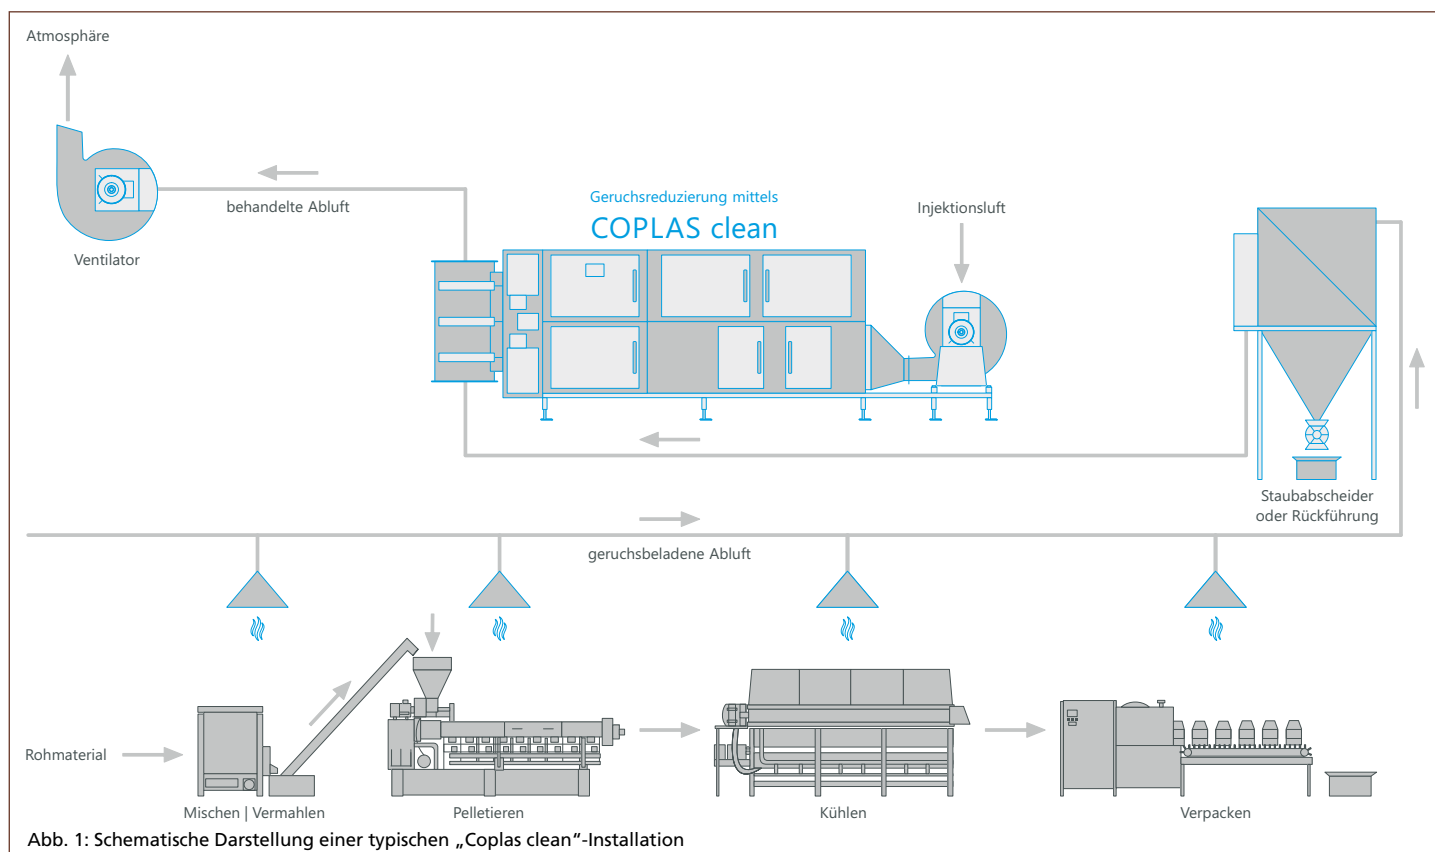 Atmosphäre
Geruchsreduzierung mittels
COPLAS clean
Injektionsluft
behandelte Abluft
Ventilator
Staubabscheider
oder Rückführung
geruchsbeladene Abluft
Rohmaterial
Mischen | Vermahlen
Pelletieren
Kühlen
Verpacken
Abb. 1: Schematische Darstellung einer typischen „Coplas clean“-Installation